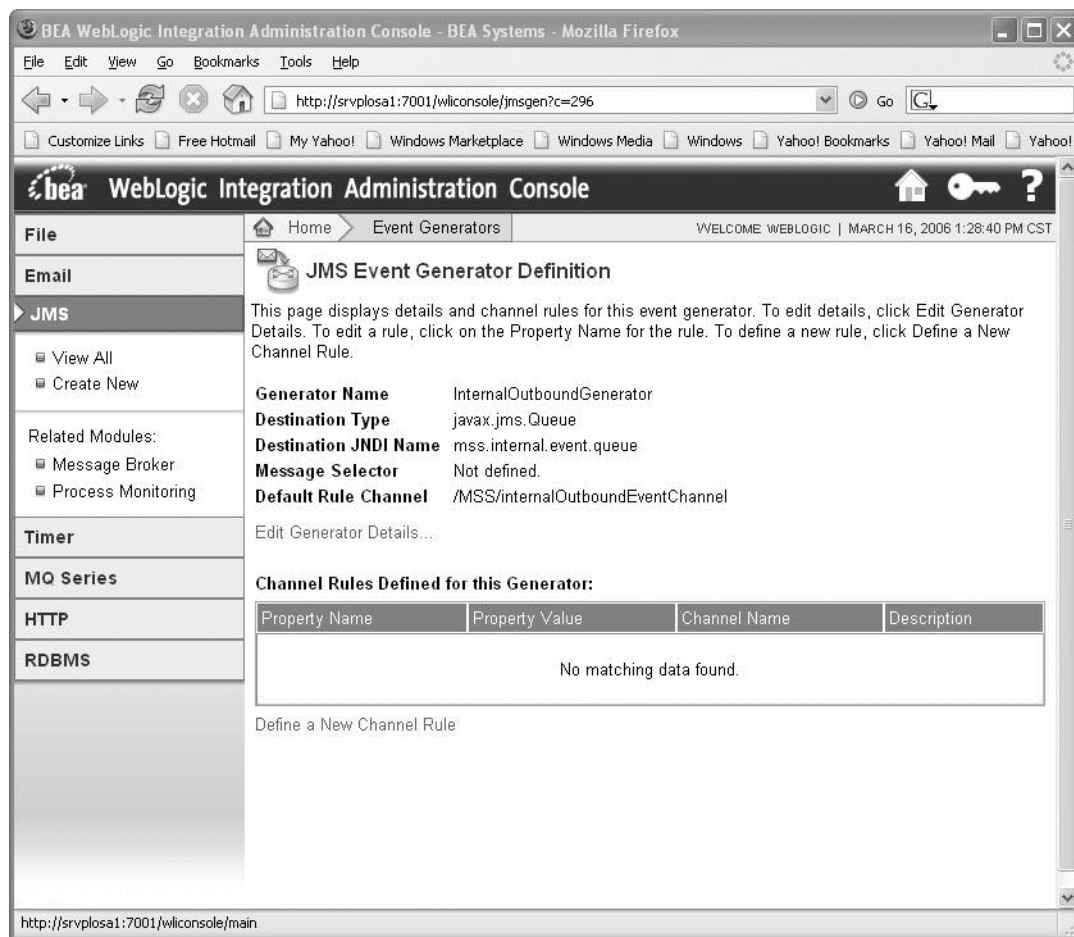 BEA WebLogic Integration Administration Console - BEA Systems - Mozilla Firefox
File Edit View Go Bookmarks Tools Help
http://srvplosa1:7001/wliconsole/jmsgen?c=296 Go G
Customize Links Free Hotmail My Yahoo! Windows Marketplace Windows Media Windows Yahoo! Bookmarks Yahoo! Mail Yahoo!
bea WebLogic Integration Administration Console ?
File
Home Event Generators WELCOME WEBLOGIC | MARCH 16, 2006 1:28:40 PM CST
Email
JMS
View All
Create New
Related Modules:
Message Broker
Process Monitoring
Timer
MQ Series
HTTP
RDBMS
JMS Event Generator Definition
This page displays details and channel rules for this event generator. To edit details, click Edit Generator
Details. To edit a rule, click on the Property Name for the rule. To define a new rule, click Define a New
Channel Rule.
Generator Name InternalOutboundGenerator
Destination Type javax.jms.Queue
Destination JNDI Name mss.internal.event.queue
Message Selector Not defined.
Default Rule Channel /MSS/internalOutboundEventChannel
Edit Generator Details...
Channel Rules Defined for this Generator:
Property Name Property Value Channel Name Description
No matching data found.
Define a New Channel Rule
http://srvplosa1:7001/wliconsole/main